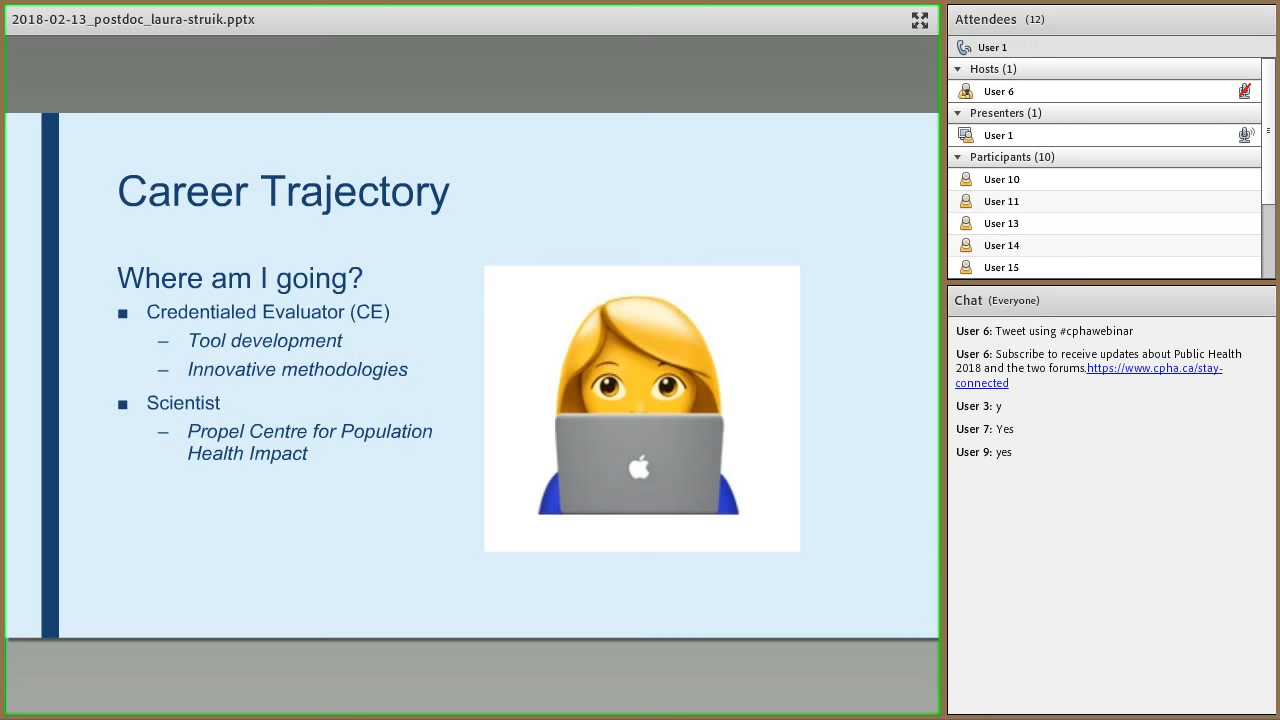 2018-02-13_postdoc_laura-struik.pptx
Career Trajectory
Where am I going?
■ Credentialed Evaluator (CE)
– Tool development
– Innovative methodologies
■ Scientist
– Propel Centre for Population
Health Impact
Attendees (12)
User 1
Hosts (1)
User 6
Presenters (1)
User 1
Participants (10)
User 10
User 11
User 13
User 14
User 15
Chat (Everyone)
User 6: Tweet using #cphawebinar
User 6: Subscribe to receive updates about Public Health
2018 and the two forums.https://www.cpha.ca/stay-
connected
User 3: y
User 7: Yes
User 9: yes